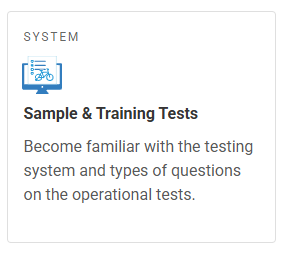 SYSTEM
Sample & Training Tests
Become familiar with the testing
system and types of questions
on the operational tests.